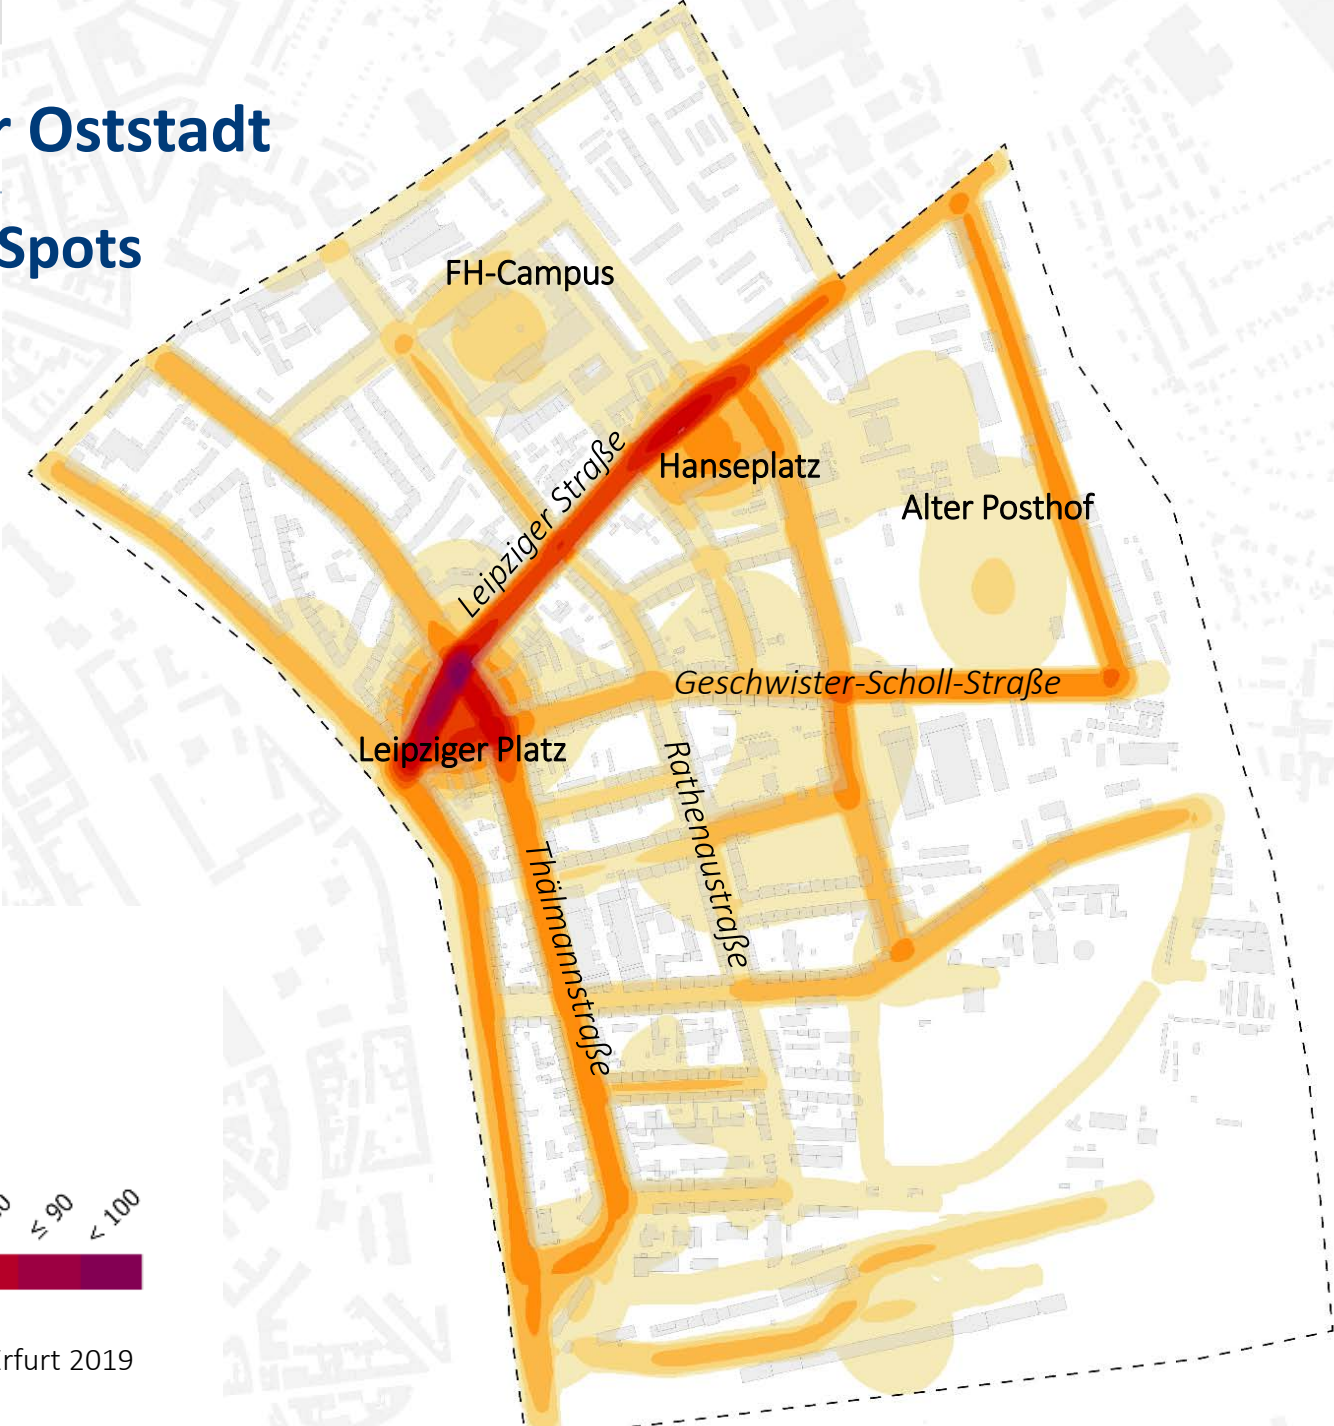 Oststadt
Spots
FH-Campus
Leipziger Straße
Hanseplatz
Alter Posthof
Geschwister-Scholl-Straße
Leipziger Platz
Rathenaustraße
Thälmannstraße
≤ 90
< 100
2019